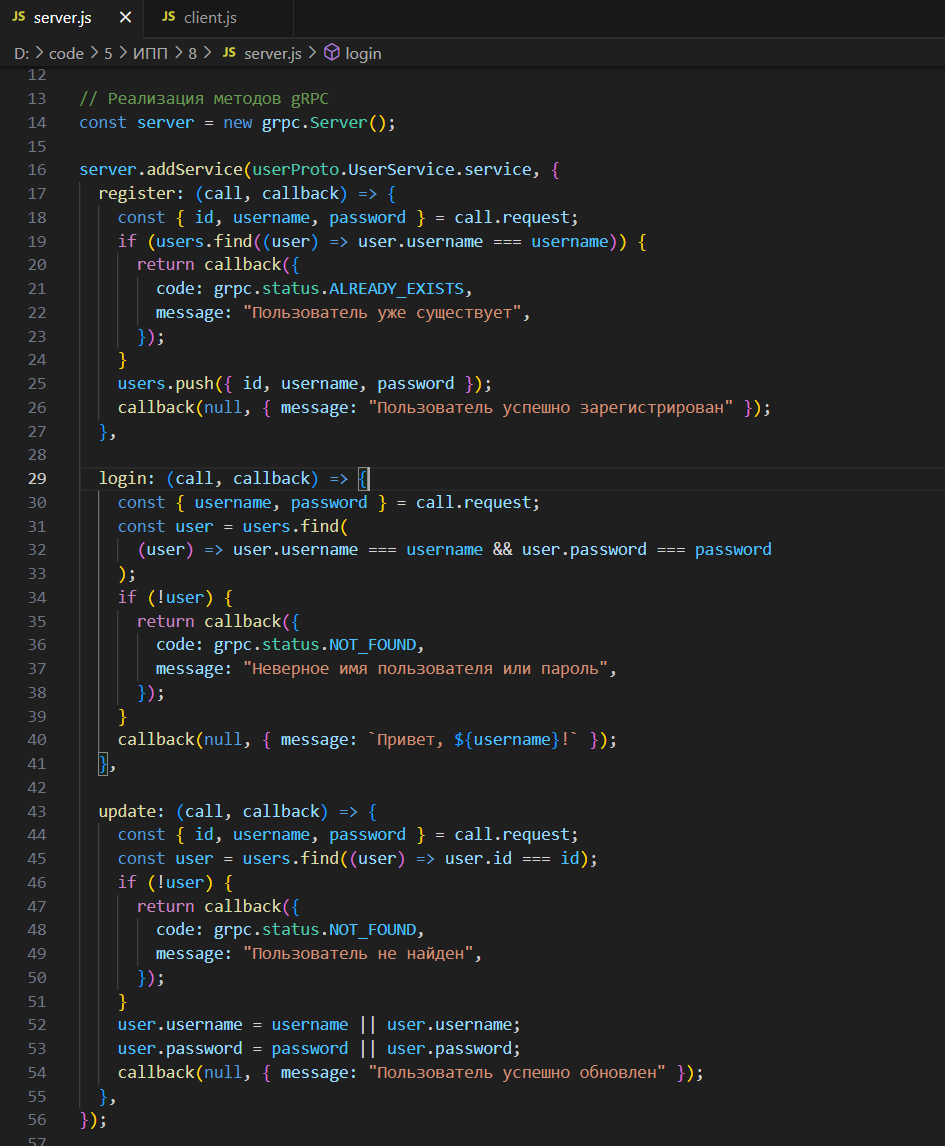 JS server.js × JS client.js
D: > code > 5 > ИПП > 8 > JS server.js > login
12
13 // Реализация методов gRPC
14 const server = new grpc.Server();
15
16 server.addService(userProto.UserService.service, {
17 register: (call, callback) => {
18 const { id, username, password } = call.request;
19 if (users.find((user) => user.username === username)) {
20 return callback({
21 code: grpc.status.ALREADY_EXISTS,
22 message: "Пользователь уже существует",
23 });
24 }
25 users.push({ id, username, password });
26 callback(null, { message: "Пользователь успешно зарегистрирован" });
27 },
28
29 login: (call, callback) => {
30 const { username, password } = call.request;
31 const user = users.find(
32 (user) => user.username === username && user.password === password
33 );
34 if (!user) {
35 return callback({
36 code: grpc.status.NOT_FOUND,
37 message: "Неверное имя пользователя или пароль",
38 });
39 }
40 callback(null, { message: `Привет, ${username}!` });
41 },
42
43 update: (call, callback) => {
44 const { id, username, password } = call.request;
45 const user = users.find((user) => user.id === id);
46 if (!user) {
47 return callback({
48 code: grpc.status.NOT_FOUND,
49 message: "Пользователь не найден",
50 });
51 }
52 user.username = username || user.username;
53 user.password = password || user.password;
54 callback(null, { message: "Пользователь успешно обновлен" });
55 },
56 });
57